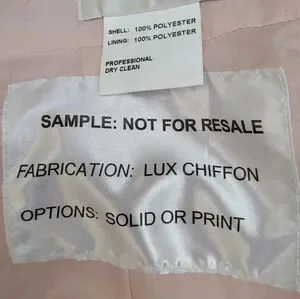 SHELL: 100% POLYESTER
LINING: 100% POLYESTER
PROFESSIONAL
DRY CLEAN
SAMPLE: NOT FOR RESALE
FABRICATION: LUX CHIFFON
OPTIONS: SOLID OR PRINT